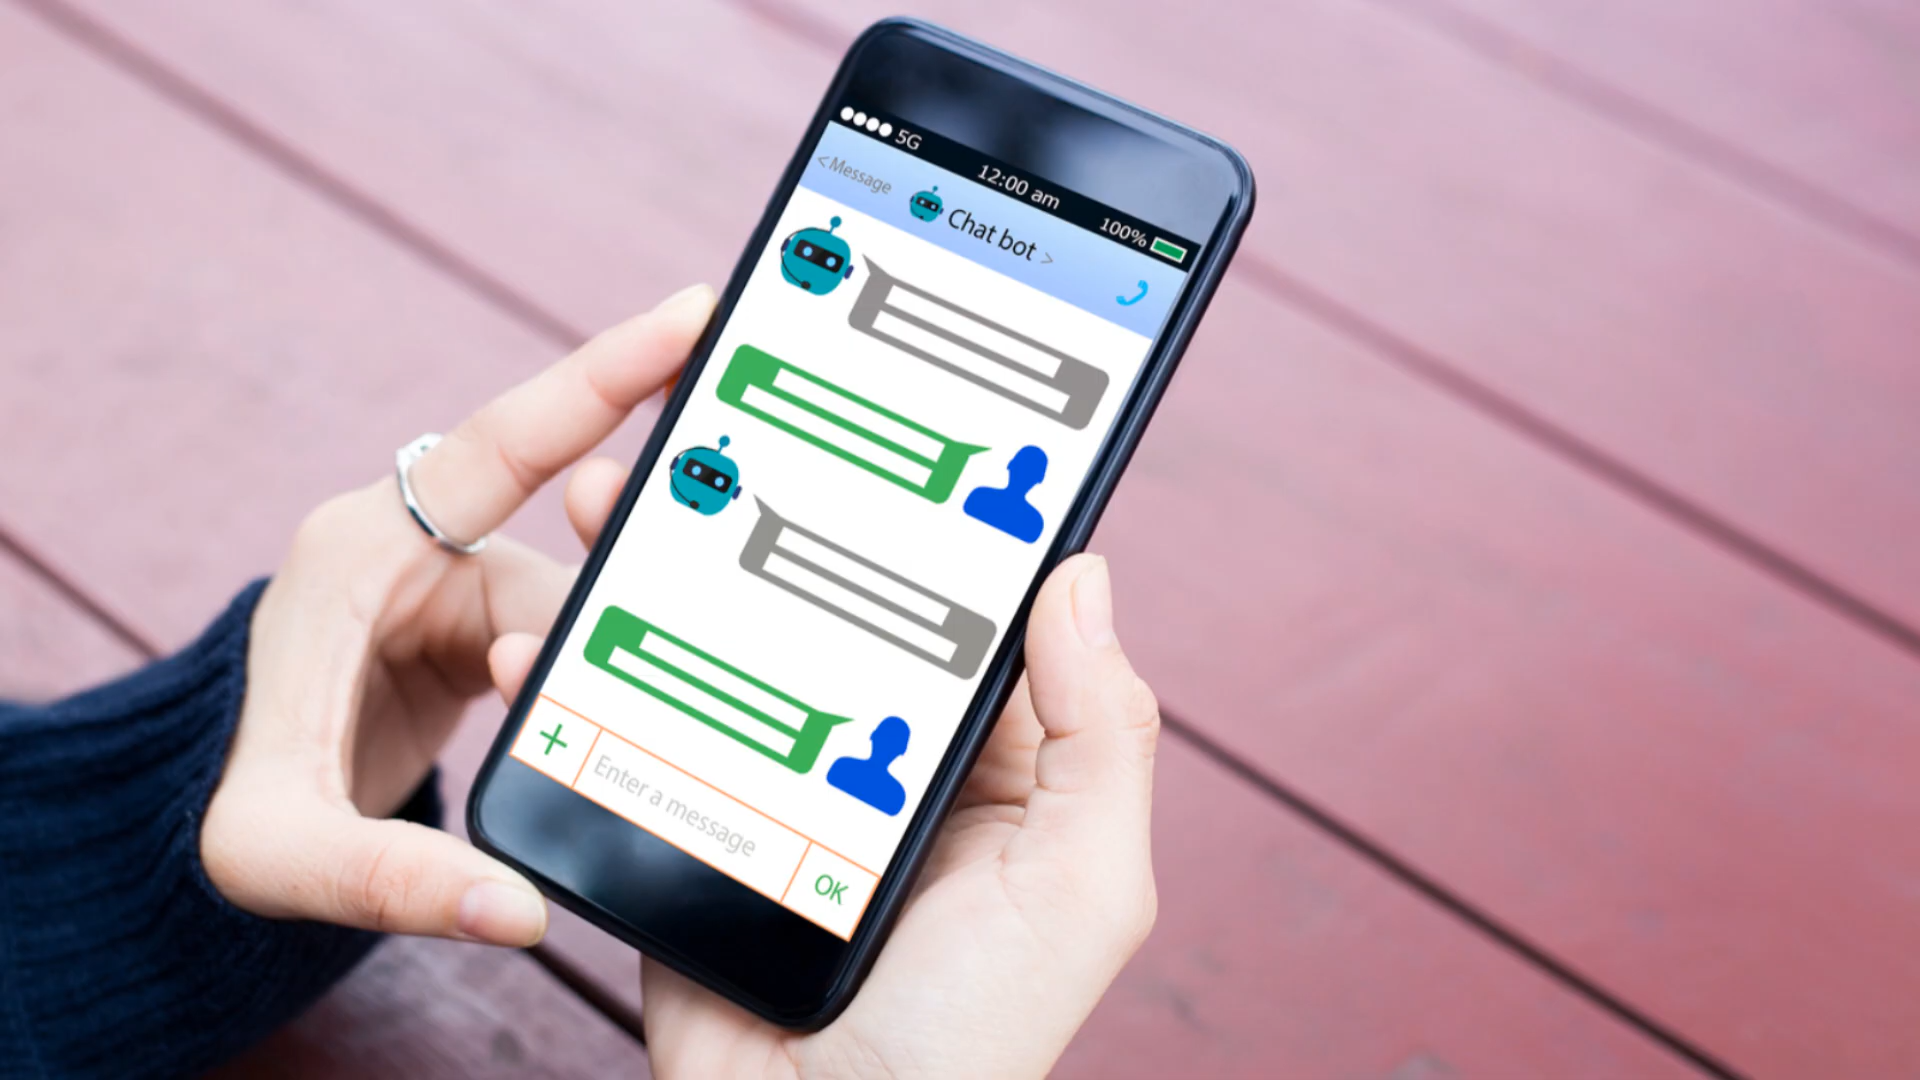 5G
12:00 am
100%
<Message
Chat bot >
Enter a message
OK